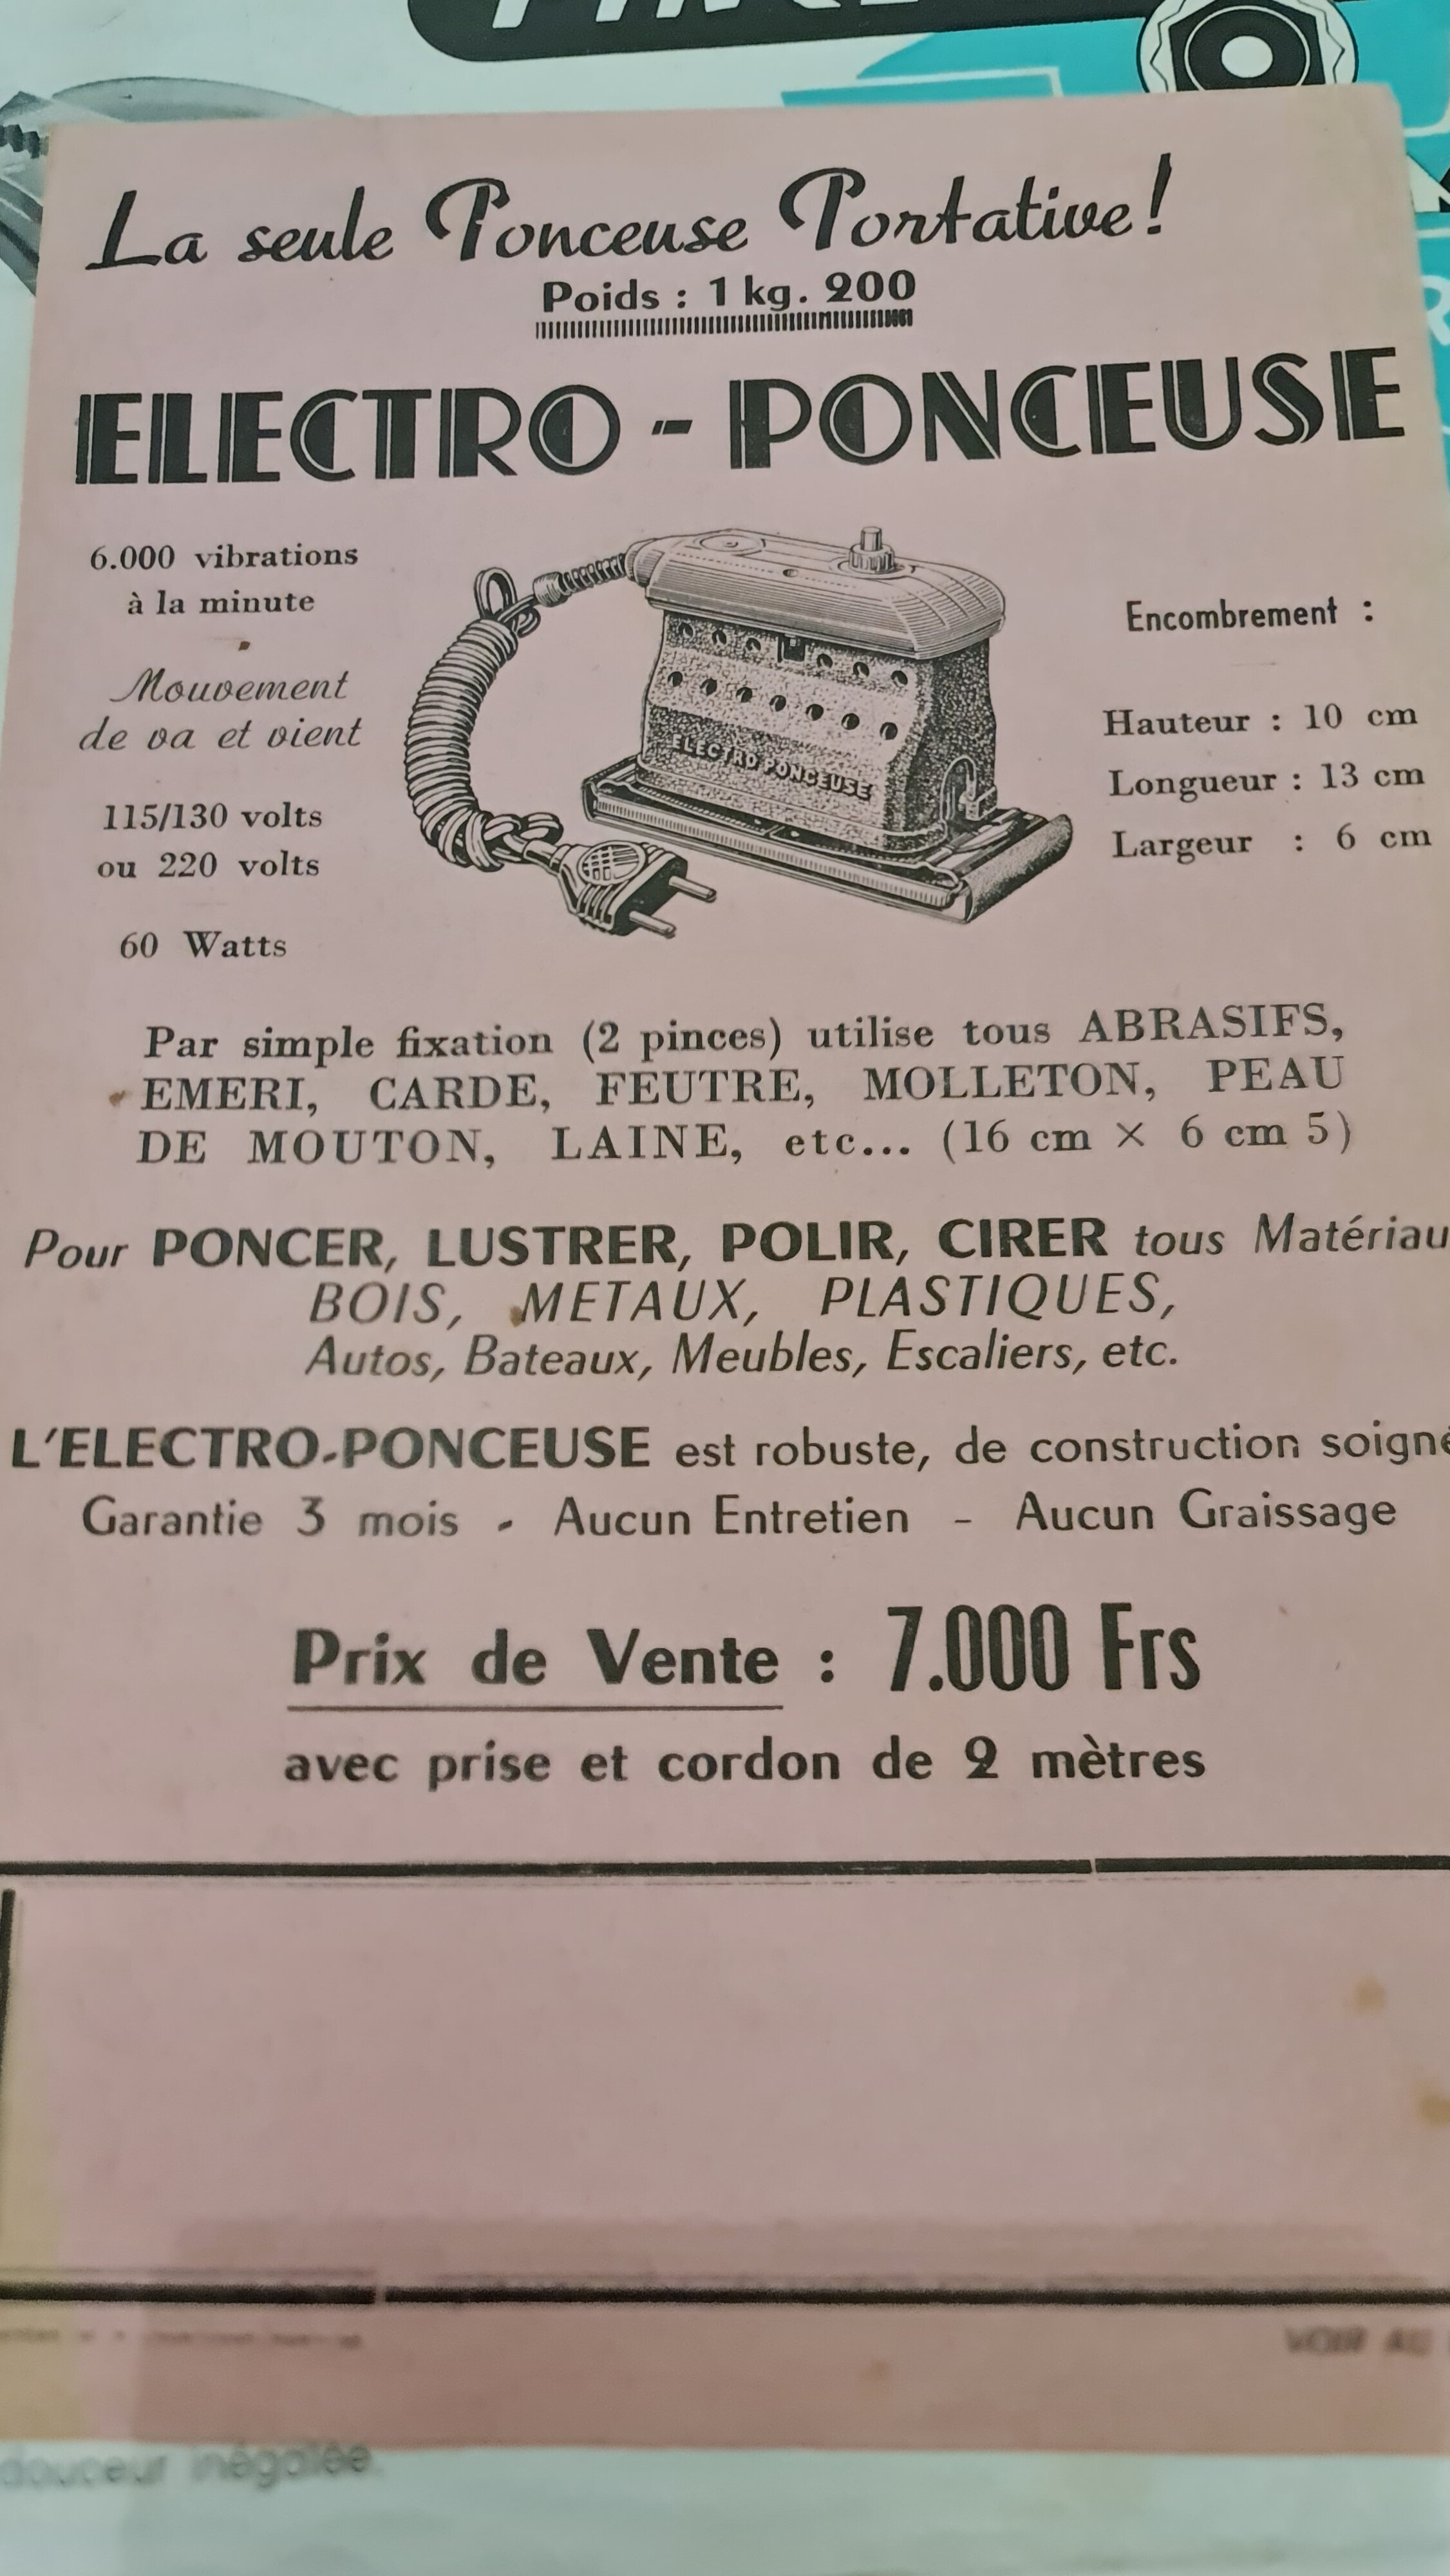 La seule Ponceuse Portative!
Poids : 1 kg. 200
ELECTRO - PONCEUSE
6.000 vibrations
à la minute
Mouvement
de va et vient
115/130 volts
ou 220 volts
60 Watts
ELECTRO PONCEUSE
Encombrement :
Hauteur : 10 cm
Longueur : 13 cm
Largeur : 6 cm
Par simple fixation (2 pinces) utilise tous ABRASIFS,
EMERI, CARDE, FEUTRE, MOLLETON, PEAU
DE MOUTON, LAINE, etc... (16 cm × 6 cm 5)
Pour PONCER, LUSTRER, POLIR, CIRER tous Matériau
BOIS, METAUX, PLASTIQUES,
Autos, Bateaux, Meubles, Escaliers, etc.
L'ELECTRO-PONCEUSE est robuste, de construction soigné
Garantie 3 mois - Aucun Entretien - Aucun Graissage
Prix de Vente : 7.000 Frs
avec prise et cordon de 2 mètres
VOIR AU
douceur inégalée.